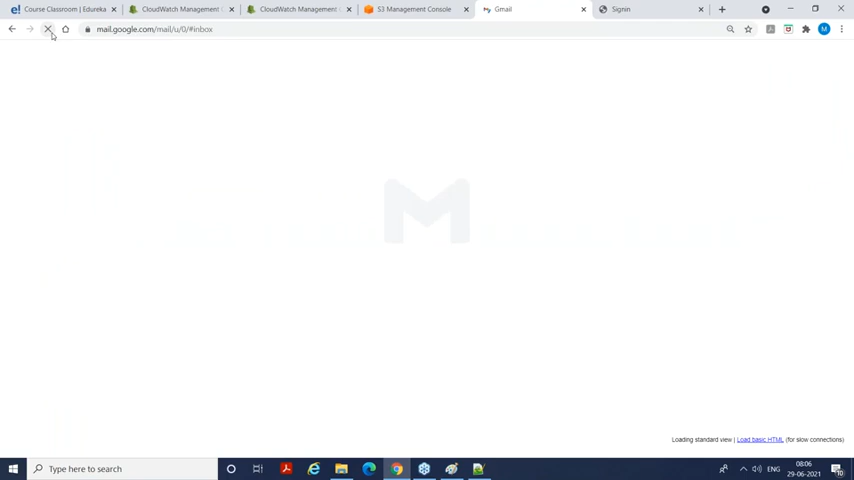 e! Course Classroom | Edureka
CloudWatch Management
CloudWatch Management
S3 Management Console
Gmail
Signin
mail.google.com/mail/u/0/#inbox
M
Loading standard view | Load basic HTML (for slow connections)
Type here to search
ENG
08:06
29-06-2021